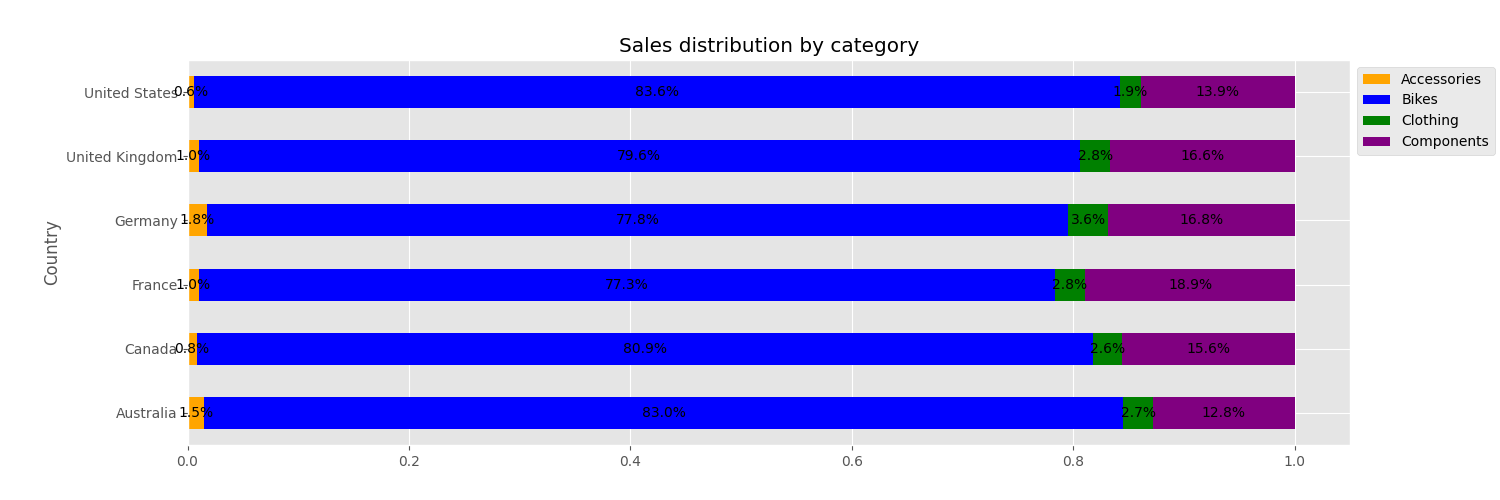 Sales distribution by category
United States 0.6% 83.6% 1.9% 13.9%
United Kingdom 1.0% 79.6% 2.8% 16.6%
Germany 1.8% 77.8% 3.6% 16.8%
France 1.0% 77.3% 2.8% 18.9%
Canada 0.8% 80.9% 2.6% 15.6%
Australia 1.5% 83.0% 2.7% 12.8%
Country
0.0 0.2 0.4 0.6 0.8 1.0
Accessories
Bikes
Clothing
Components